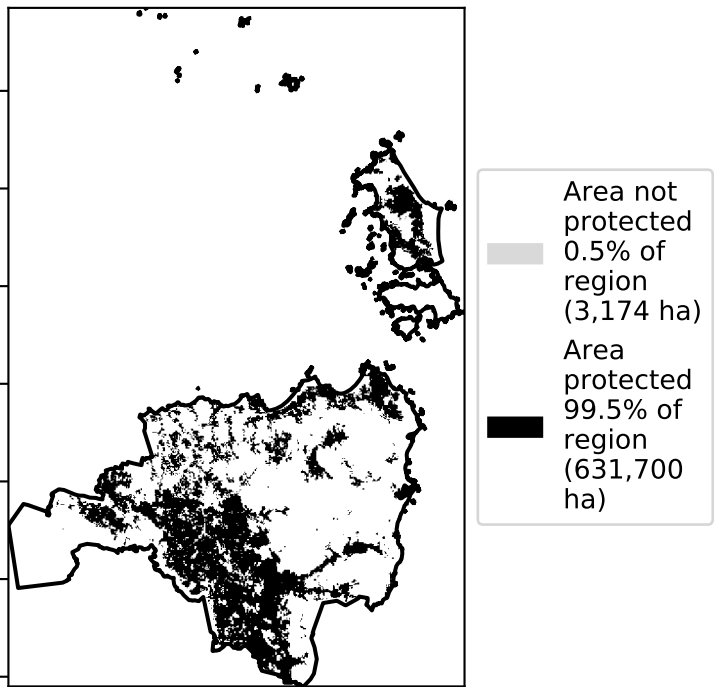 Area not
protected
0.5% of
region
(3,174 ha)
Area
protected
99.5% of
region
(631,700
ha)